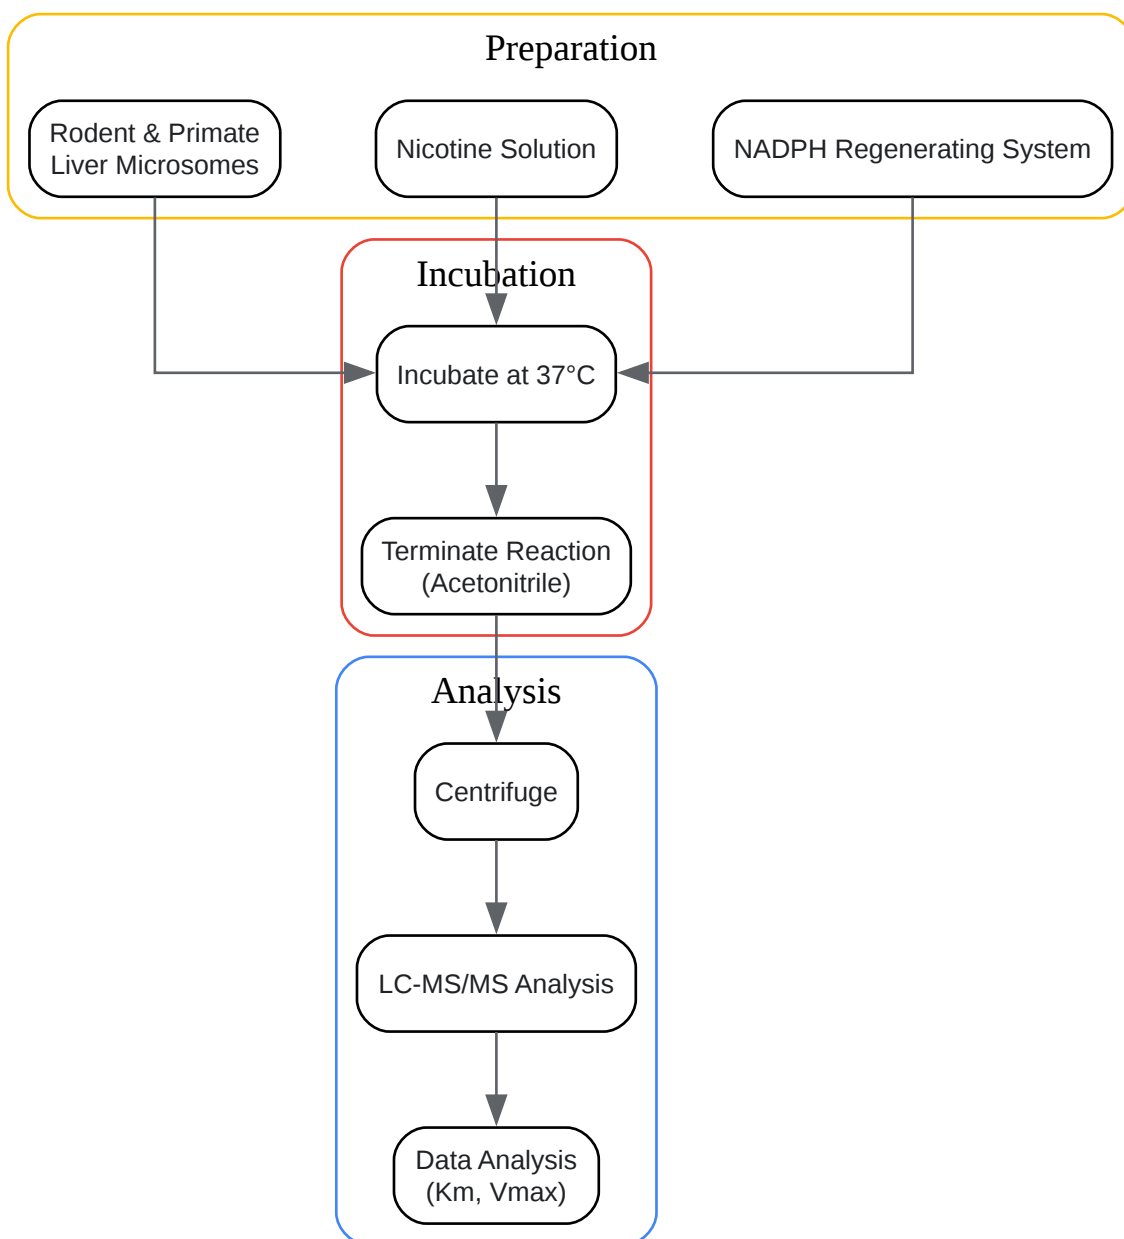 Preparation
Rodent & Primate
Liver Microsomes
Nicotine Solution
NADPH Regenerating System
Incubation
Incubate at 37°C
Terminate Reaction
(Acetonitrile)
Analysis
Centrifuge
LC-MS/MS Analysis
Data Analysis
(Km, Vmax)